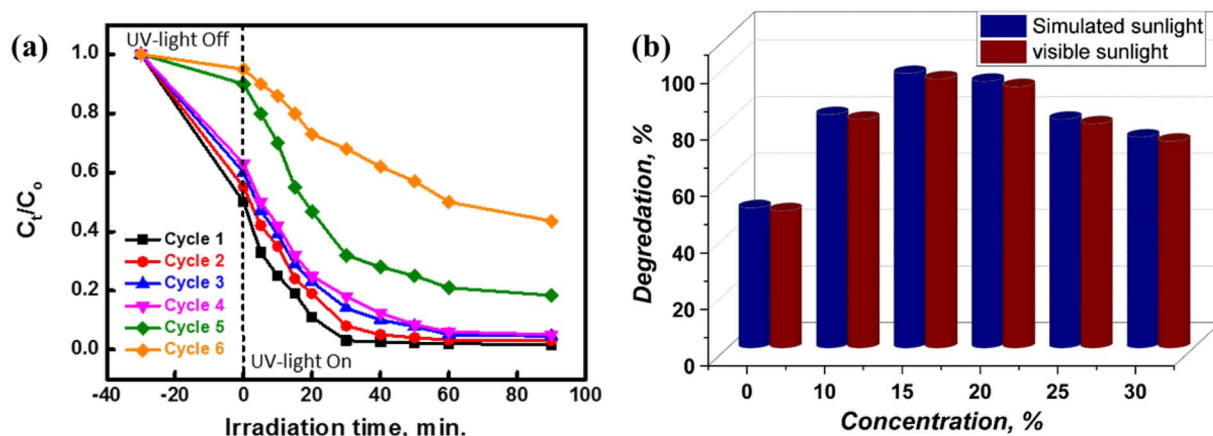 (a)
UV-light Off
1.0
0.8
0.6
0.4
0.2
0.0
Cₜ/Cₒ
Cycle 1
Cycle 2
Cycle 3
Cycle 4
Cycle 5
Cycle 6
UV-light On
-40 -20 0 20 40 60 80 100
Irradiation time, min.
(b)
Simulated sunlight
visible sunlight
100
80
60
40
20
0
Degredation, %
0 10 15 20 25 30
Concentration, %